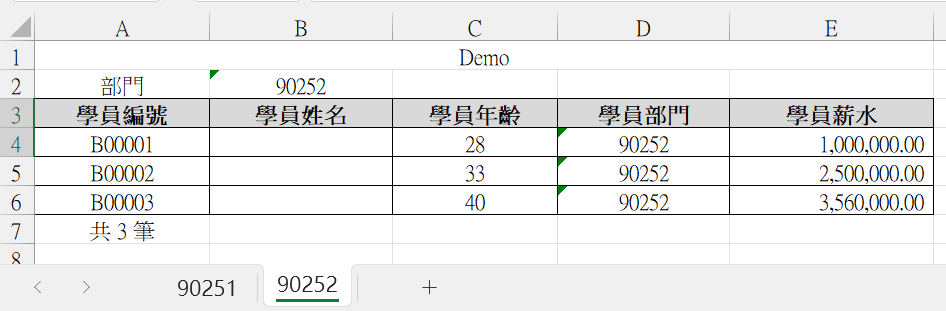 A B C D E
1 Demo
2 部門 90252
3 學員編號 學員姓名 學員年齡 學員部門 學員薪水
4 B00001 28 90252 1,000,000.00
5 B00002 33 90252 2,500,000.00
6 B00003 40 90252 3,560,000.00
7 共 3 筆
8
90251 90252